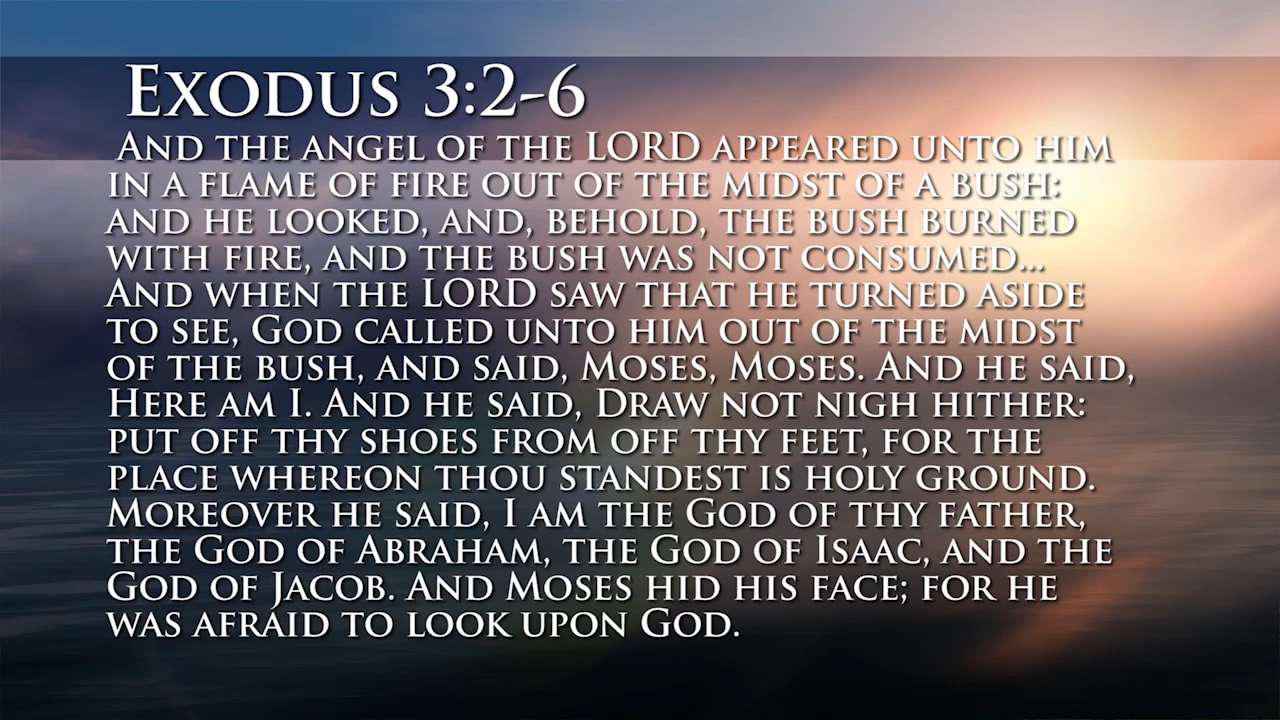 Exodus 3:2-6
And the angel of the LORD appeared unto him
in a flame of fire out of the midst of a bush:
and he looked, and, behold, the bush burned
with fire, and the bush was not consumed...
And when the LORD saw that he turned aside
to see, God called unto him out of the midst
of the bush, and said, Moses, Moses. And he said,
Here am I. And he said, Draw not nigh hither:
put off thy shoes from off thy feet, for the
place whereon thou standest is holy ground.
Moreover he said, I am the God of thy father,
the God of Abraham, the God of Isaac, and the
God of Jacob. And Moses hid his face; for he
was afraid to look upon God.